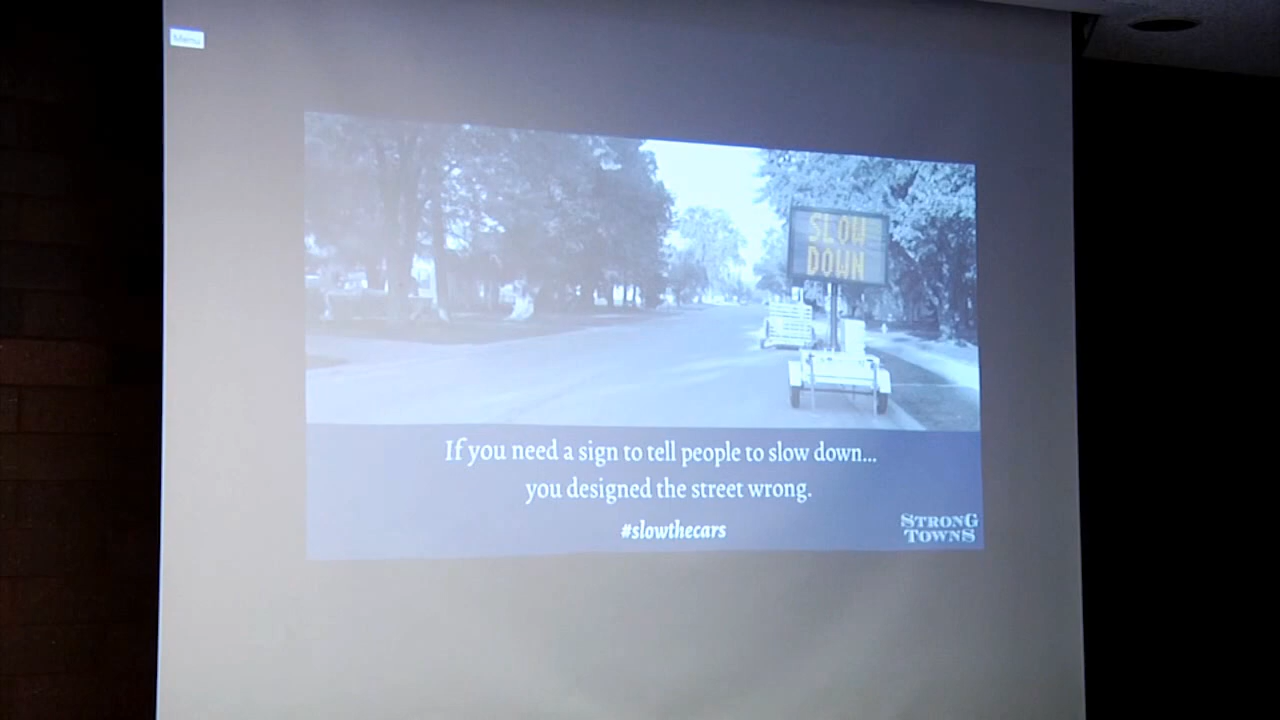 Menu
SLOW
DOWN
If you need a sign to tell people to slow down...
you designed the street wrong.
#slowthecars
STRONG
TOWNS